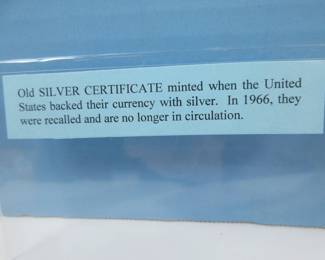 Old SILVER CERTIFICATE minted when the United
States backed their currency with silver. In 1966, they
were recalled and are no longer in circulation.